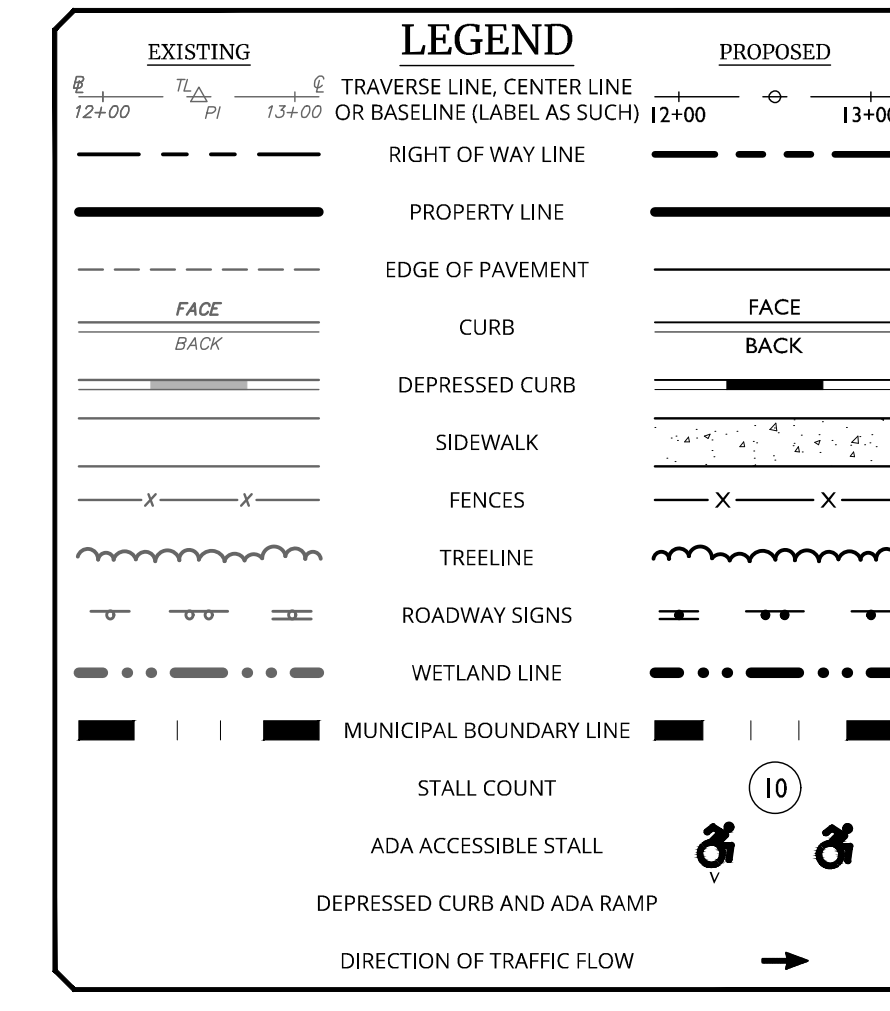 LEGEND
EXISTING
PROPOSED
TL
TRAVERSE LINE, CENTER LINE
12+00 PI 13+00 OR BASELINE (LABEL AS SUCH) 12+00
RIGHT OF WAY LINE
PROPERTY LINE
EDGE OF PAVEMENT
FACE FACE
CURB
BACK BACK
DEPRESSED CURB
SIDEWALK
X X FENCES X X
TREELINE
ROADWAY SIGNS
WETLAND LINE
MUNICIPAL BOUNDARY LINE
STALL COUNT 10
ADA ACCESSIBLE STALL
V
DEPRESSED CURB AND ADA RAMP
DIRECTION OF TRAFFIC FLOW